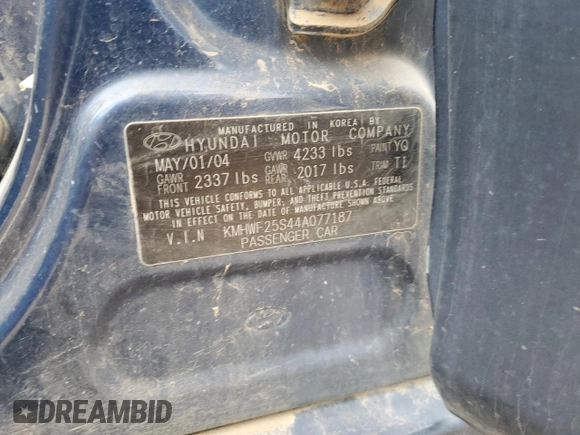 MANUFACTURED IN KOREA BY
HYUNDAI MOTOR COMPANY
MAY/01/04 GVWR 4233 lbs PAINT YQ
GAWR FRONT 2337 lbs GAWR REAR 2017 lbs TRIM TI
THIS VEHICLE CONFORMS TO ALL APPLICABLE U.S.A. FEDERAL
MOTOR VEHICLE SAFETY, BUMPER, AND THEFT PREVENTION STANDARDS
IN EFFECT ON THE DATE OF MANUFACTURE SHOWN ABOVE
V.I.N KMHWF25S44A077187
PASSENGER CAR
DREAMBID